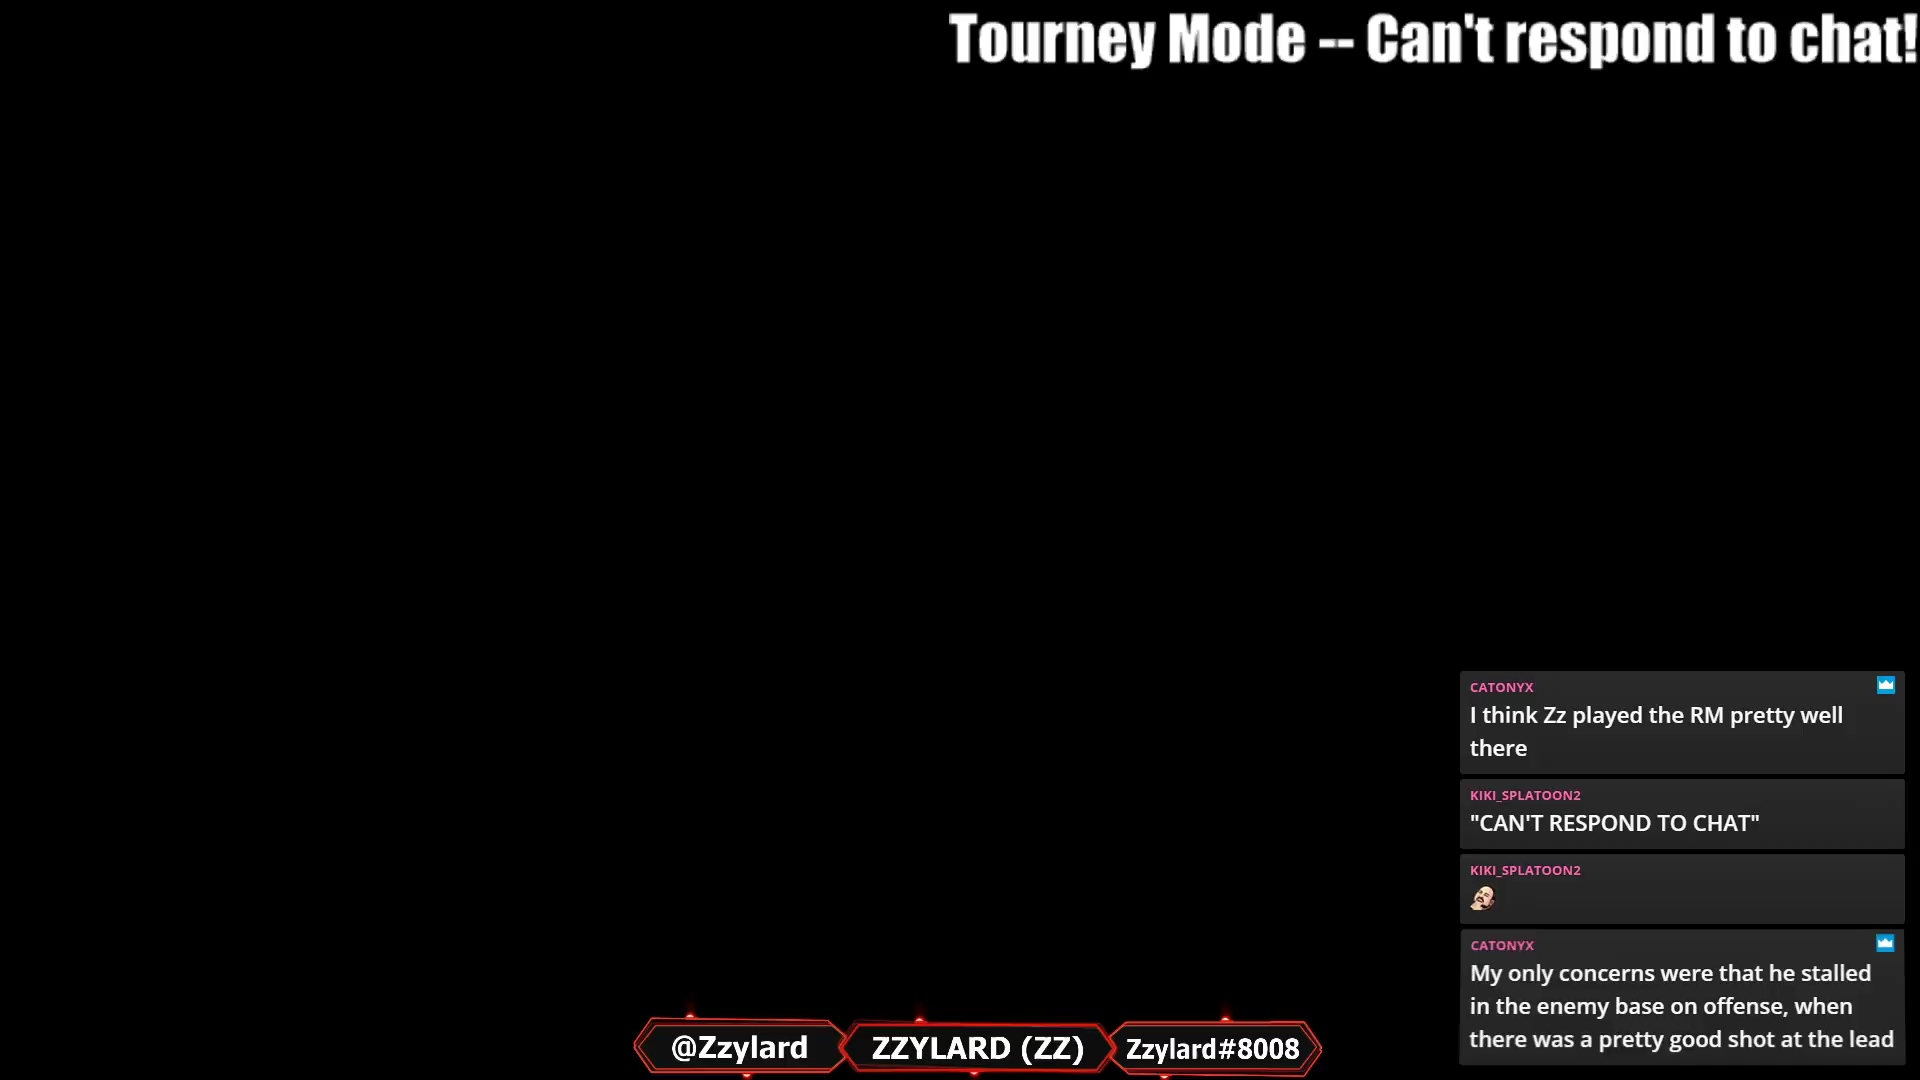 Tourney Mode -- Can't respond to chat!
CATONYX
I think Zz played the RM pretty well
there
KIKI_SPLATOON2
"CAN'T RESPOND TO CHAT"
KIKI_SPLATOON2
CATONYX
My only concerns were that he stalled
in the enemy base on offense, when
there was a pretty good shot at the lead
@Zzylard
ZZYLARD (ZZ)
Zzylard#8008